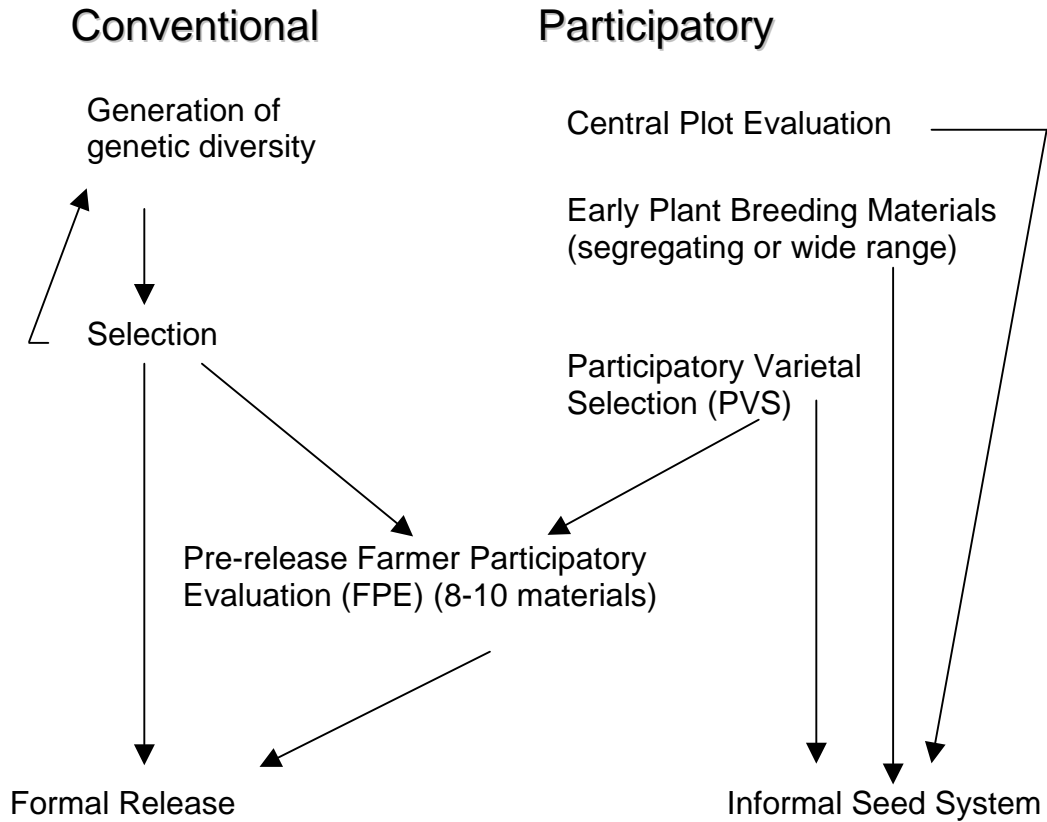 Conventional
Participatory
Generation of
genetic diversity
Central Plot Evaluation
Early Plant Breeding Materials
(segregating or wide range)
Selection
Participatory Varietal
Selection (PVS)
Pre-release Farmer Participatory
Evaluation (FPE) (8-10 materials)
Formal Release
Informal Seed System